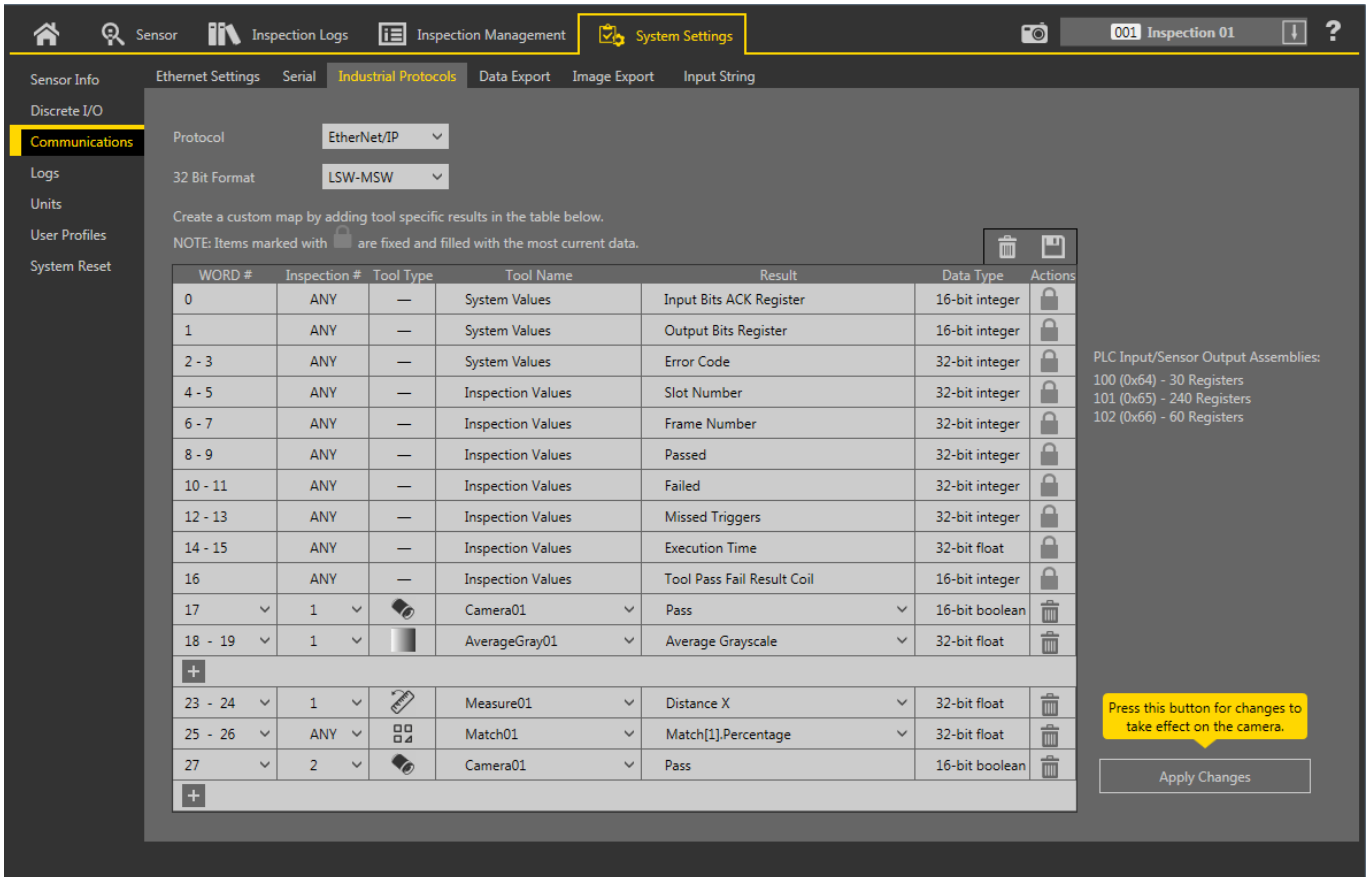 Sensor Inspection Logs Inspection Management System Settings 001 Inspection 01 ?
Sensor Info
Discrete I/O
Communications
Logs
Units
User Profiles
System Reset
Ethernet Settings Serial Industrial Protocols Data Export Image Export Input String
Protocol EtherNet/IP
32 Bit Format LSW-MSW
Create a custom map by adding tool specific results in the table below.
NOTE: Items marked with are fixed and filled with the most current data.
WORD # Inspection # Tool Type Tool Name Result Data Type Actions
0 ANY — System Values Input Bits ACK Register 16-bit integer
1 ANY — System Values Output Bits Register 16-bit integer
2 - 3 ANY — System Values Error Code 32-bit integer
4 - 5 ANY — Inspection Values Slot Number 32-bit integer
6 - 7 ANY — Inspection Values Frame Number 32-bit integer
8 - 9 ANY — Inspection Values Passed 32-bit integer
10 - 11 ANY — Inspection Values Failed 32-bit integer
12 - 13 ANY — Inspection Values Missed Triggers 32-bit integer
14 - 15 ANY — Inspection Values Execution Time 32-bit float
16 ANY — Inspection Values Tool Pass Fail Result Coil 16-bit integer
17 1 Camera01 Pass 16-bit boolean
18 - 19 1 AverageGray01 Average Grayscale 32-bit float
+
23 - 24 1 Measure01 Distance X 32-bit float
25 - 26 ANY Match01 Match[1].Percentage 32-bit float
27 2 Camera01 Pass 16-bit boolean
+
PLC Input/Sensor Output Assemblies:
100 (0x64) - 30 Registers
101 (0x65) - 240 Registers
102 (0x66) - 60 Registers
Press this button for changes to
take effect on the camera.
Apply Changes